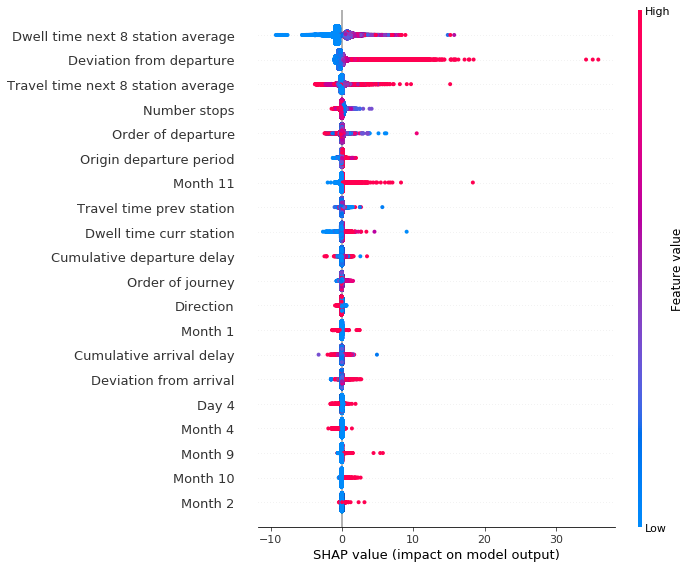 High
Dwell time next 8 station average
Deviation from departure
Travel time next 8 station average
Number stops
Order of departure
Origin departure period
Month 11
Travel time prev station
Dwell time curr station
Cumulative departure delay
Order of journey
Direction
Month 1
Cumulative arrival delay
Deviation from arrival
Day 4
Month 4
Month 9
Month 10
Month 2
Feature value
Low
−10 0 10 20 30
SHAP value (impact on model output)